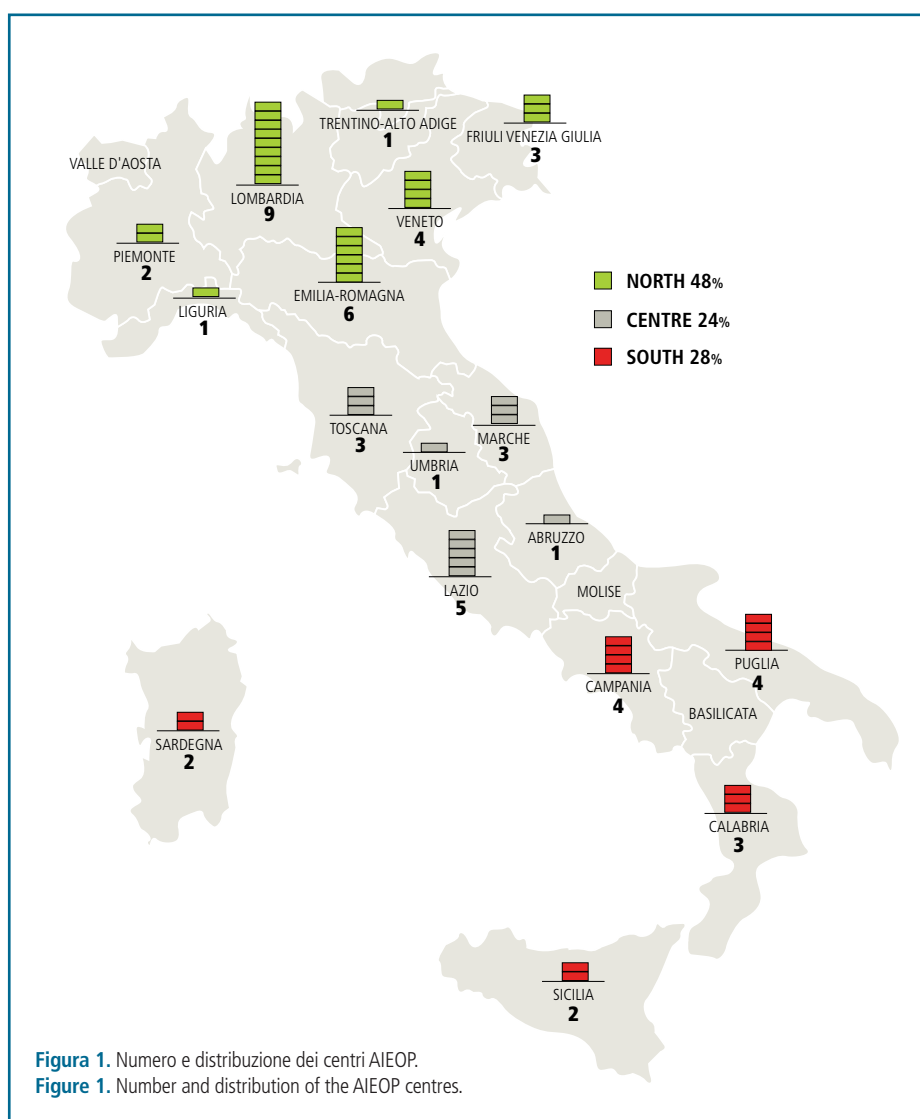 TRENTINO-ALTO ADIGE
1
FRIULI VENEZIA GIULIA
3
VALLE D'AOSTA
LOMBARDIA
9
VENETO
4
PIEMONTE
2
EMILIA-ROMAGNA
6
LIGURIA
1
NORTH 48%
CENTRE 24%
SOUTH 28%
TOSCANA
3
MARCHE
3
UMBRIA
1
ABRUZZO
1
LAZIO
5
MOLISE
CAMPANIA
4
PUGLIA
4
BASILICATA
SARDEGNA
2
CALABRIA
3
SICILIA
2
Figura 1. Numero e distribuzione dei centri AIEOP.
Figure 1. Number and distribution of the AIEOP centres.